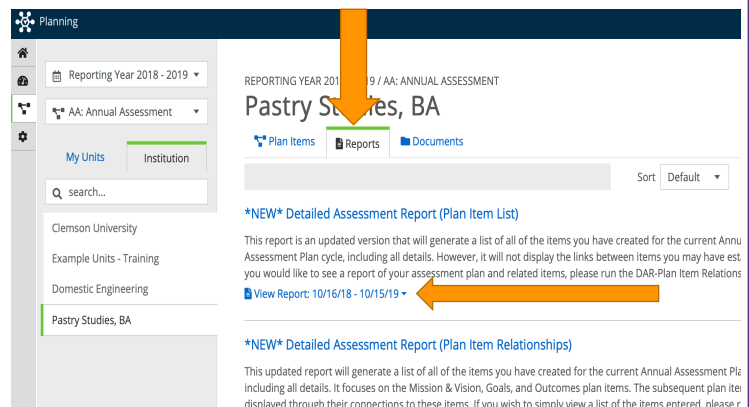 Planning
Reporting Year 2018 - 2019
AA: Annual Assessment
My Units
Institution
search...
Clemson University
Example Units - Training
Domestic Engineering
Pastry Studies, BA
REPORTING YEAR 201 19 / AA: ANNUAL ASSESSMENT
Pastry St es, BA
Plan Items
Reports
Documents
Sort
Default
*NEW* Detailed Assessment Report (Plan Item List)
This report is an updated version that will generate a list of all of the items you have created for the current Annu
Assessment Plan cycle, including all details. However, it will not display the links between items you may have est
you would like to see a report of your assessment plan and related items, please run the DAR-Plan Item Relations
View Report: 10/16/18 - 10/15/19
*NEW* Detailed Assessment Report (Plan Item Relationships)
This updated report will generate a list of all of the items you have created for the current Annual Assessment Pla
including all details. It focuses on the Mission & Vision, Goals, and Outcomes plan items. The subsequent plan iter
displayed through their connections to these items. If you wish to simply view a list of the items entered, please r